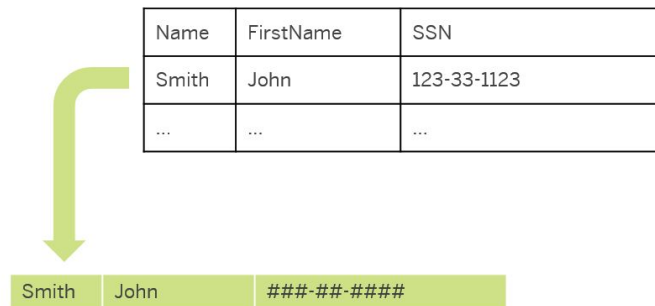 Name FirstName SSN
Smith John 123-33-1123
... ... ...
Smith John ###-##-####